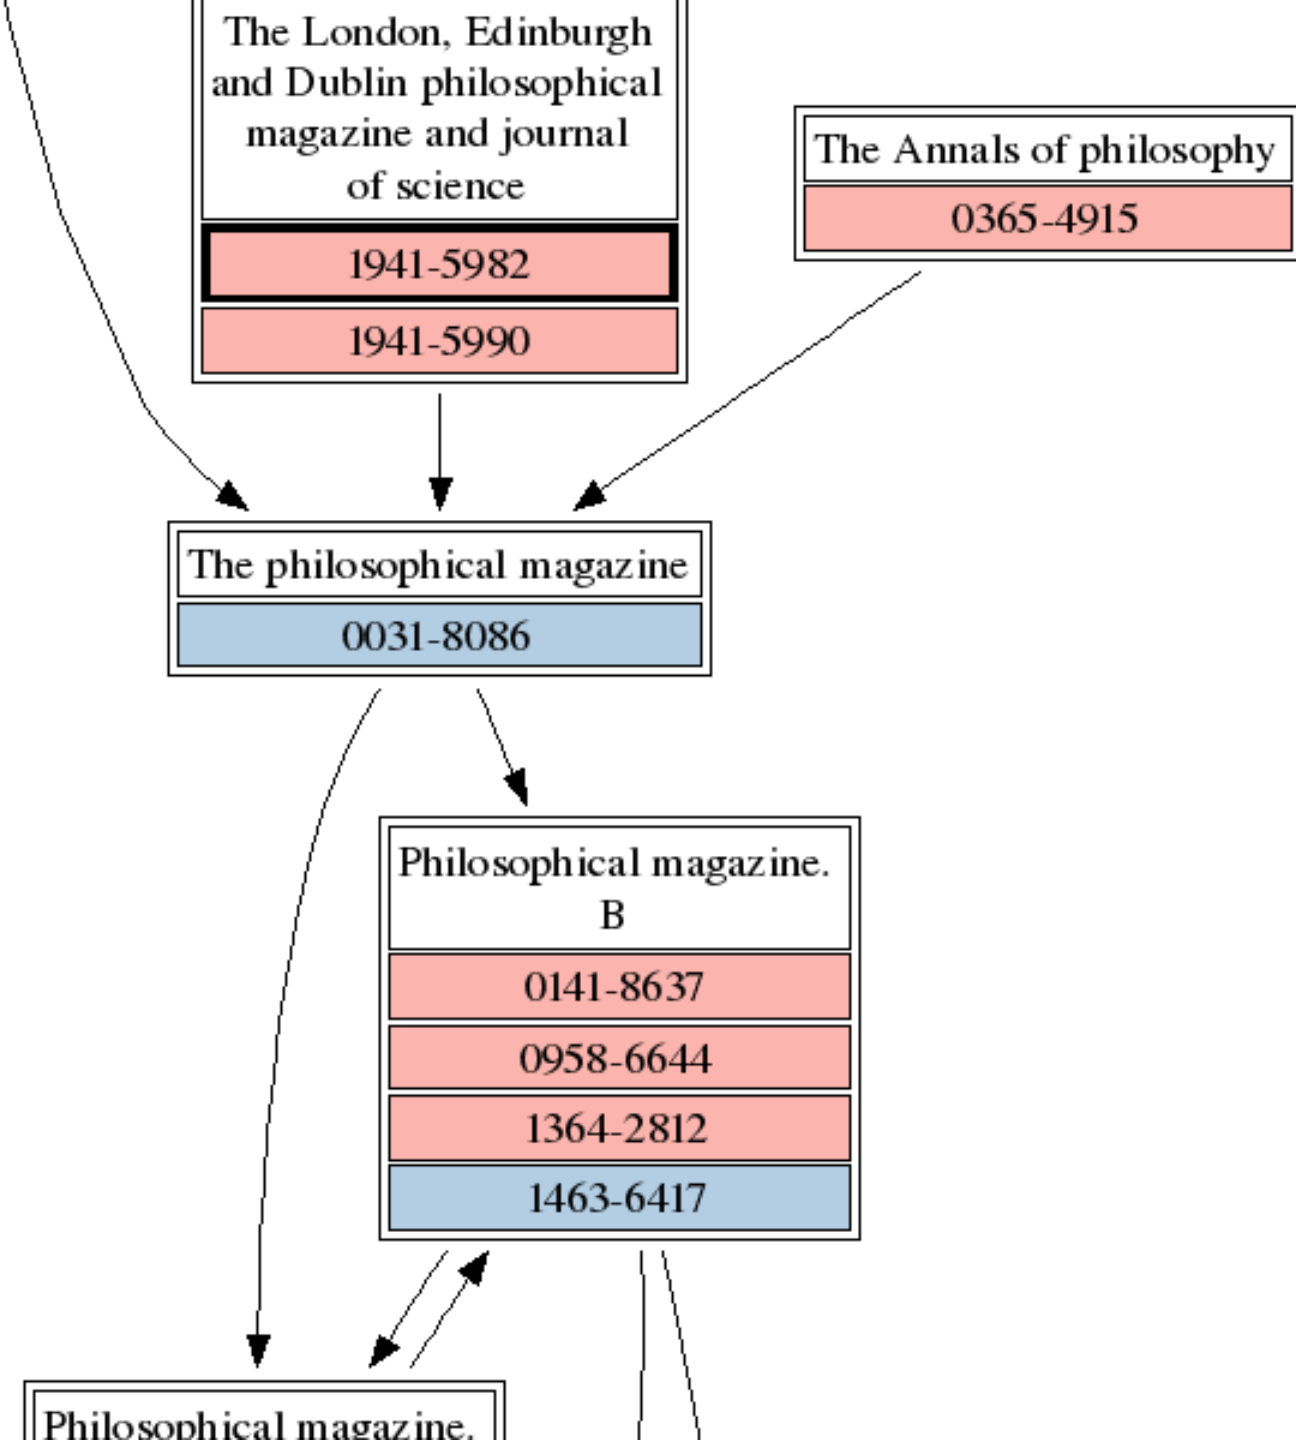 The London, Edinburgh
and Dublin philosophical
magazine and journal
of science
1941-5982
1941-5990
The Annals of philosophy
0365-4915
The philosophical magazine
0031-8086
Philosophical magazine.
B
0141-8637
0958-6644
1364-2812
1463-6417
Philosophical magazine.